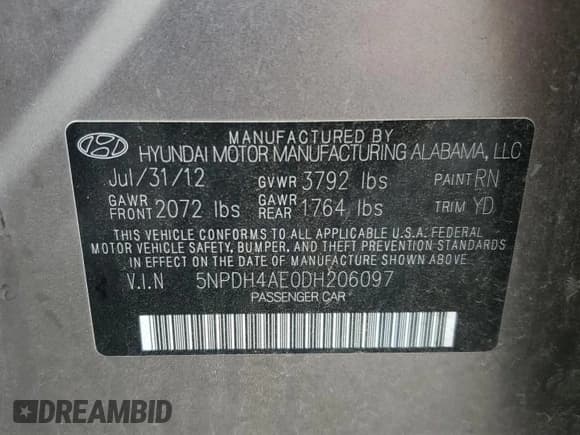 MANUFACTURED BY
HYUNDAI MOTOR MANUFACTURING ALABAMA, LLC
Jul/31/12 GVWR 3792 lbs PAINT RN
GAWR FRONT 2072 lbs GAWR REAR 1764 lbs TRIM YD
THIS VEHICLE CONFORMS TO ALL APPLICABLE U.S.A. FEDERAL
MOTOR VEHICLE SAFETY, BUMPER, AND THEFT PREVENTION STANDARDS
IN EFFECT ON THE DATE OF MANUFACTURE SHOWN ABOVE.
V.I.N 5NPDH4AE0DH206097
PASSENGER CAR
DREAMBID